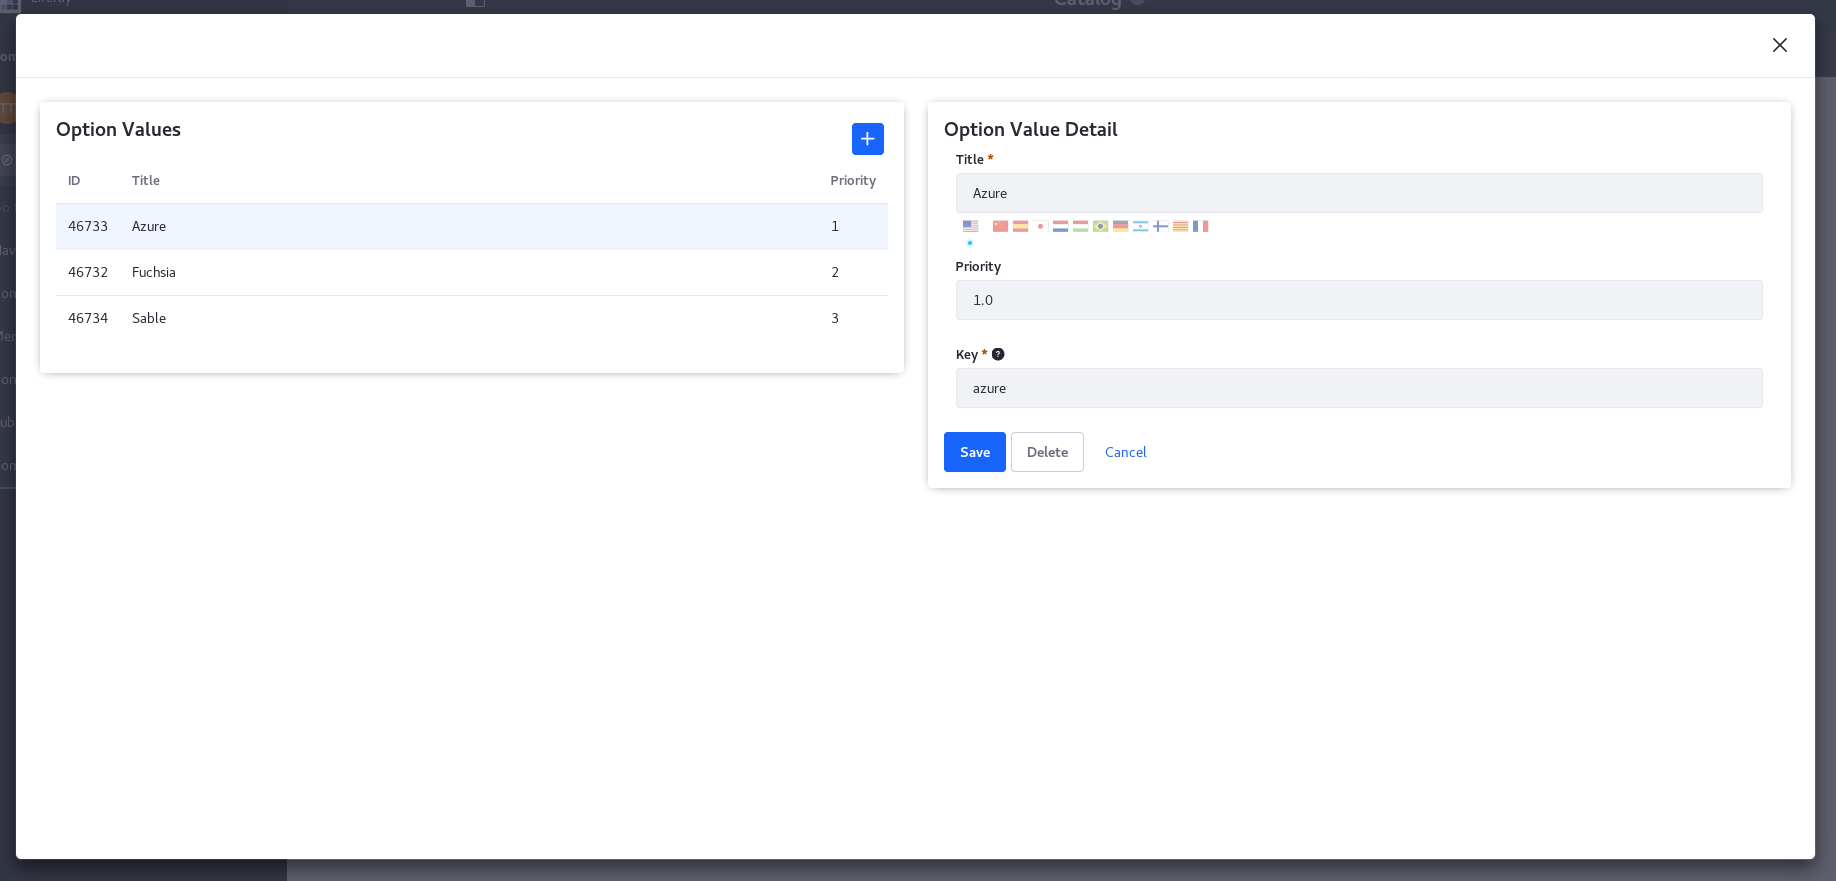 Catalog
Option Values
ID Title Priority
46733 Azure 1
46732 Fuchsia 2
46734 Sable 3
Option Value Detail
Title *
Azure
Priority
1.0
Key * ?
azure
Save Delete Cancel